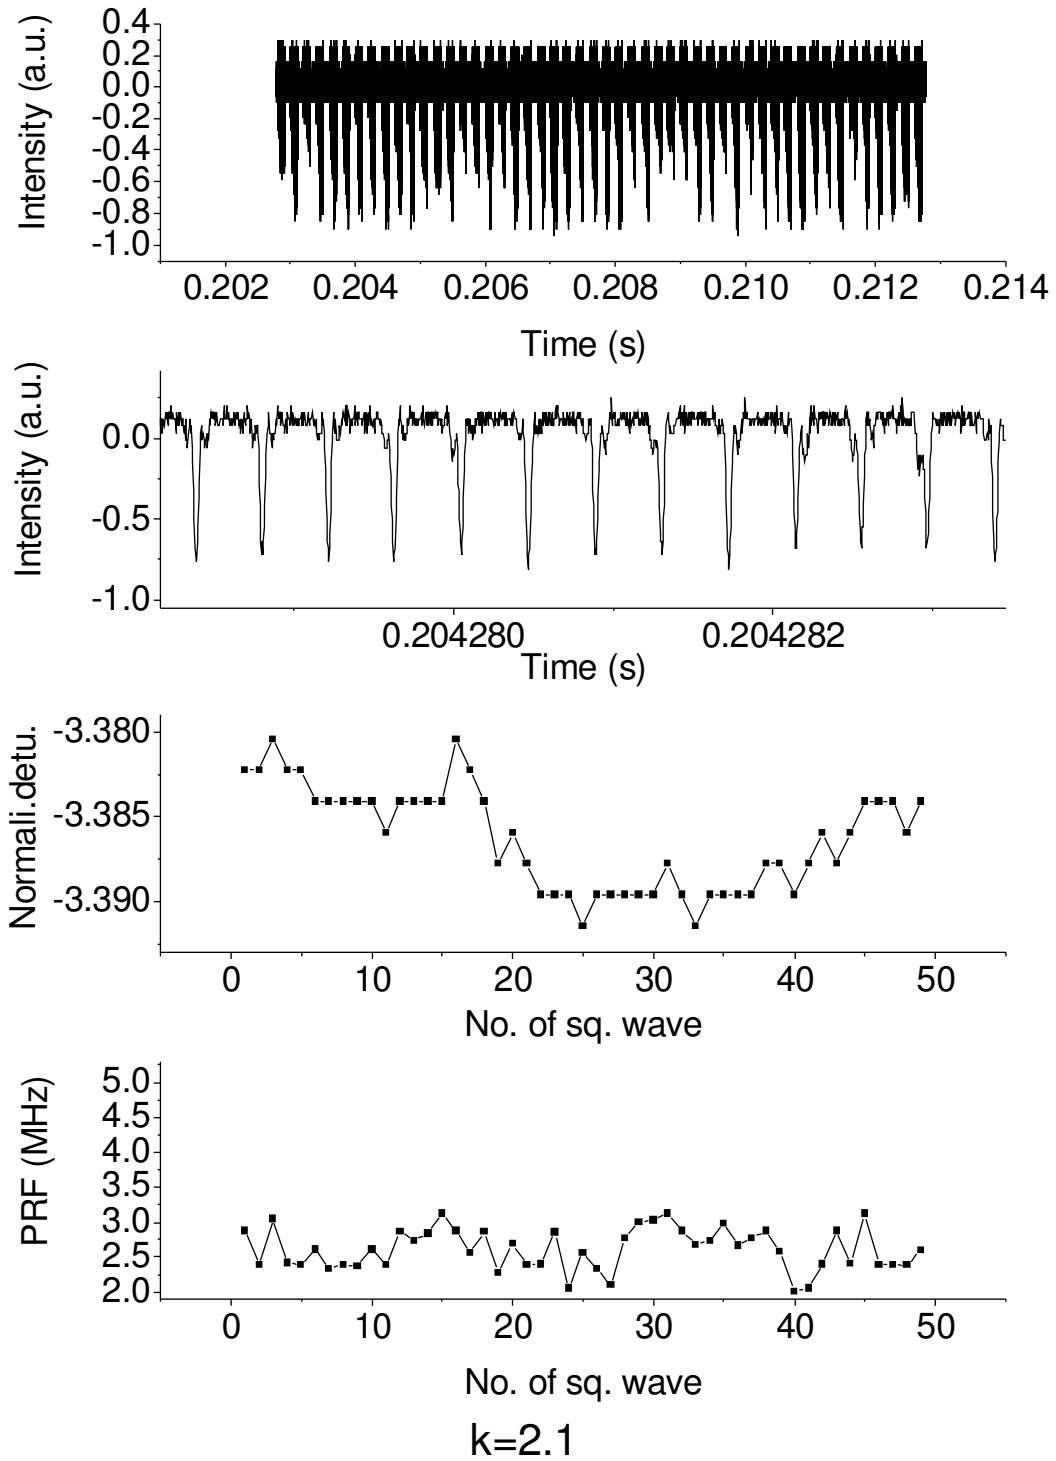 Intensity (a.u.)
0.4
0.2
0.0
-0.2
-0.4
-0.6
-0.8
-1.0
0.202 0.204 0.206 0.208 0.210 0.212 0.214
Time (s)
Intensity (a.u.)
0.0
-0.5
-1.0
0.204280 0.204282
Time (s)
Normali.detu.
-3.380
-3.385
-3.390
0 10 20 30 40 50
No. of sq. wave
PRF (MHz)
5.0
4.5
4.0
3.5
3.0
2.5
2.0
0 10 20 30 40 50
No. of sq. wave
k=2.1